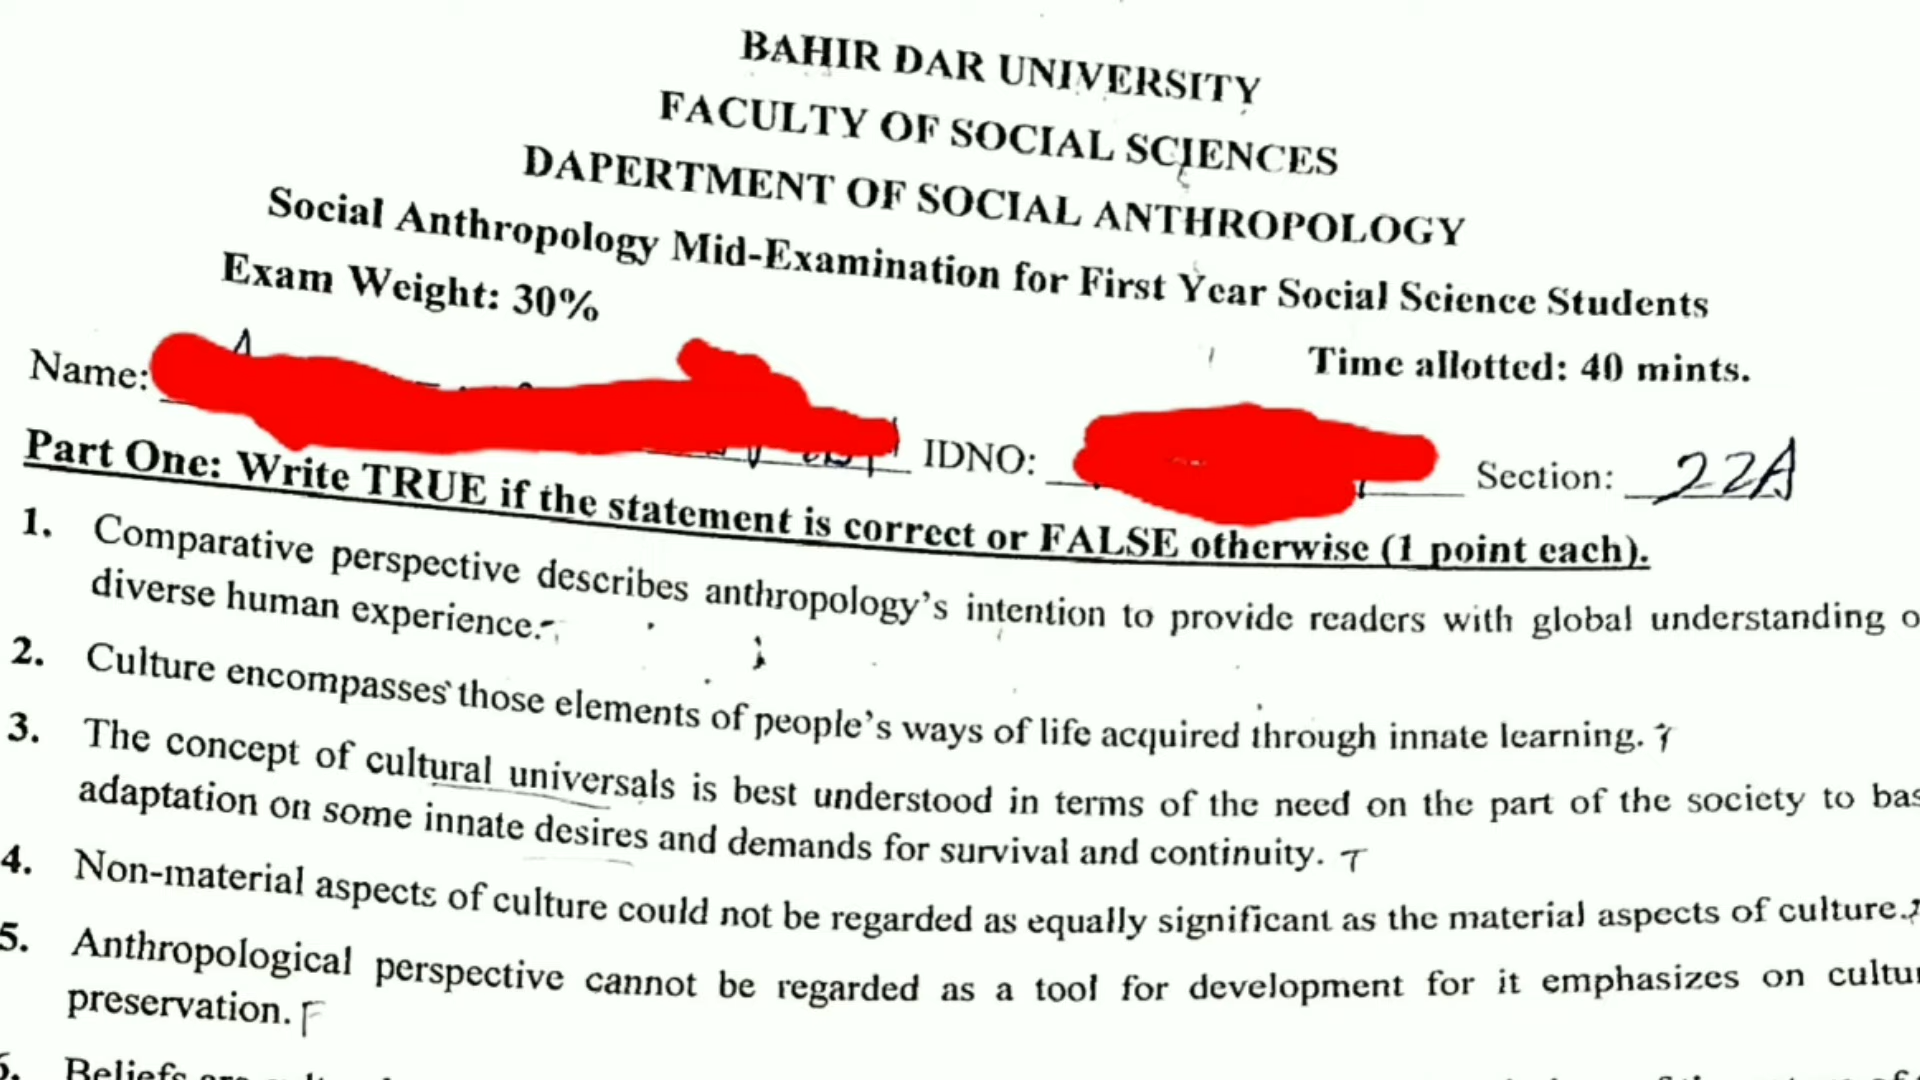 BAHIR DAR UNIVERSITY
FACULTY OF SOCIAL SCIENCES
DAPERTMENT OF SOCIAL ANTHROPOLOGY
Social Anthropology Mid-Examination for First Year Social Science Students
Exam Weight: 30%
Time allotted: 40 mints.
Name: IDNO: Section: 22A
Part One: Write TRUE if the statement is correct or FALSE otherwise (1 point each).
1. Comparative perspective describes anthropology's intention to provide readers with global understanding
diverse human experience.
2. Culture encompasses those elements of people's ways of life acquired through innate learning.
3. The concept of cultural universals is best understood in terms of the need on the part of the society to
adaptation on some innate desires and demands for survival and continuity. T
4. Non-material aspects of culture could not be regarded as equally significant as the material aspects of culture.
5. Anthropological perspective cannot be regarded as a tool for development for it emphasizes on
preservation. F
Beliefs